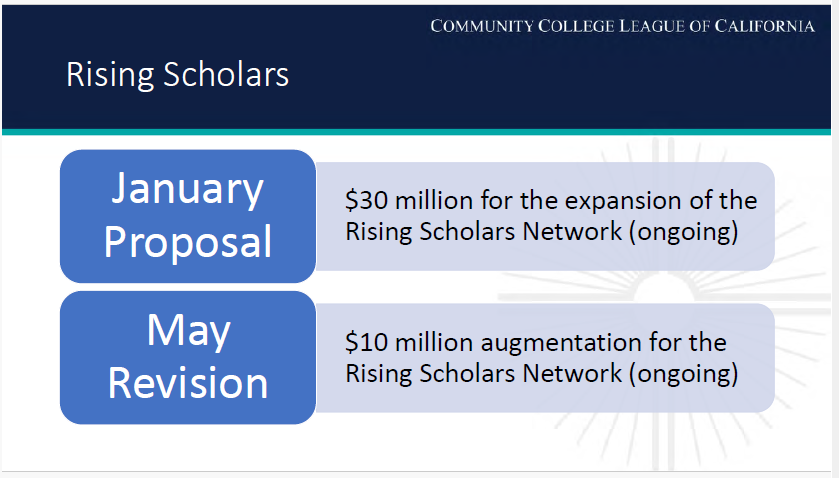 COMMUNITY COLLEGE LEAGUE OF CALIFORNIA
Rising Scholars
January
Proposal
$30 million for the expansion of the
Rising Scholars Network (ongoing)
May
Revision
$10 million augmentation for the
Rising Scholars Network (ongoing)